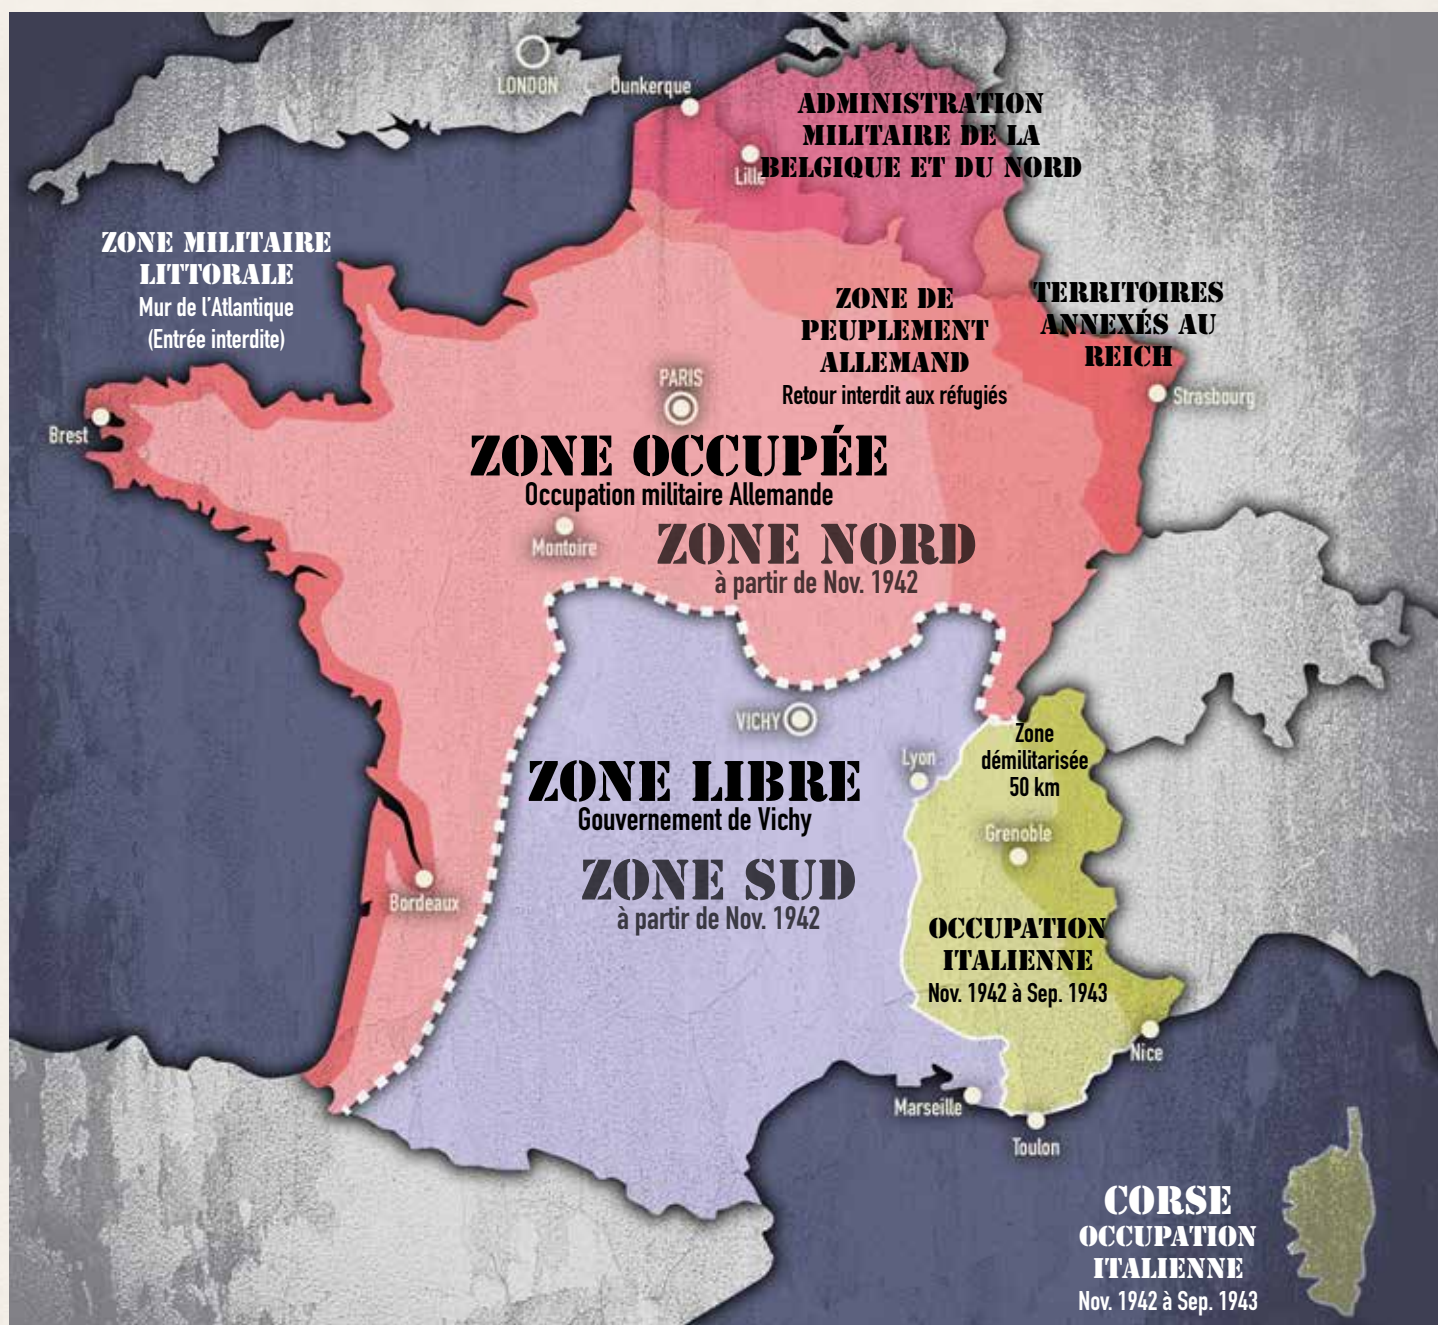 LONDON
Dunkerque
ADMINISTRATION
MILITAIRE DE LA
BELGIQUE ET DU NORD
Lille
ZONE MILITAIRE
LITTORALE
Mur de l'Atlantique
(Entrée interdite)
ZONE DE
PEUPLEMENT
ALLEMAND
Retour interdit aux réfugiés
TERRITOIRES
ANNEXÉS AU
REICH
Strasbourg
PARIS
Brest
ZONE OCCUPÉE
Occupation militaire Allemande
Montoire
ZONE NORD
à partir de Nov. 1942
VICHY
Lyon
Zone
démilitarisée
50 km
ZONE LIBRE
Gouvernement de Vichy
Grenoble
ZONE SUD
à partir de Nov. 1942
Bordeaux
OCCUPATION
ITALIENNE
Nov. 1942 à Sep. 1943
Nice
Marseille
Toulon
CORSE
OCCUPATION
ITALIENNE
Nov. 1942 à Sep. 1943